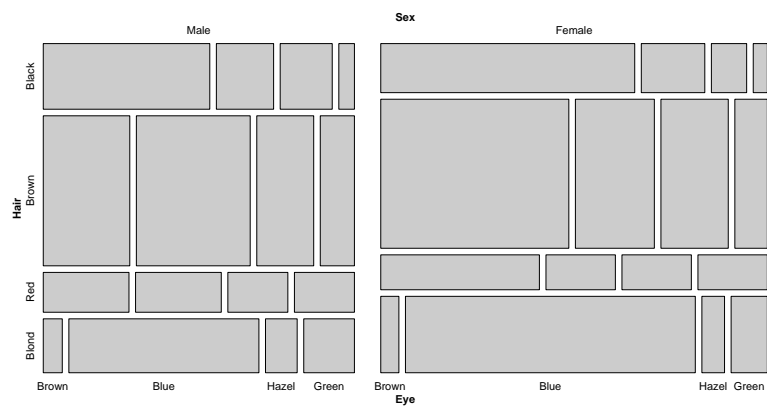 Sex
Male Female
Black
Brown
Hair
Red
Blond
Brown Blue Hazel Green Brown Blue Hazel Green
Eye